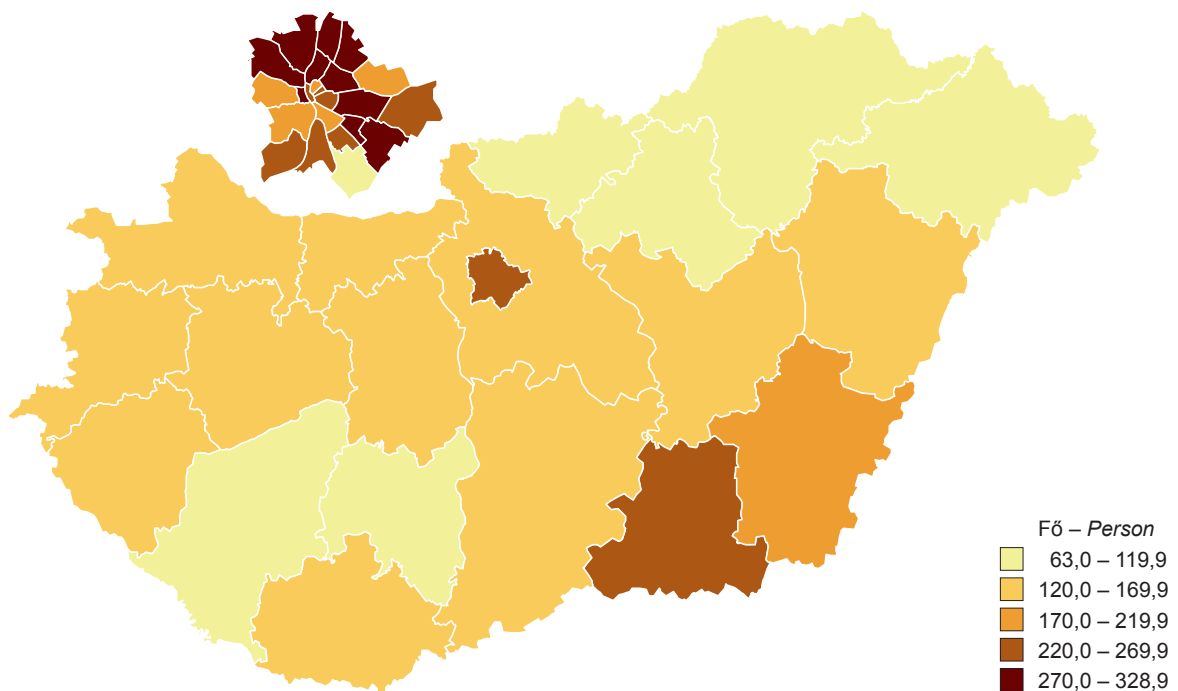 Fő – Person
63,0 – 119,9
120,0 – 169,9
170,0 – 219,9
220,0 – 269,9
270,0 – 328,9